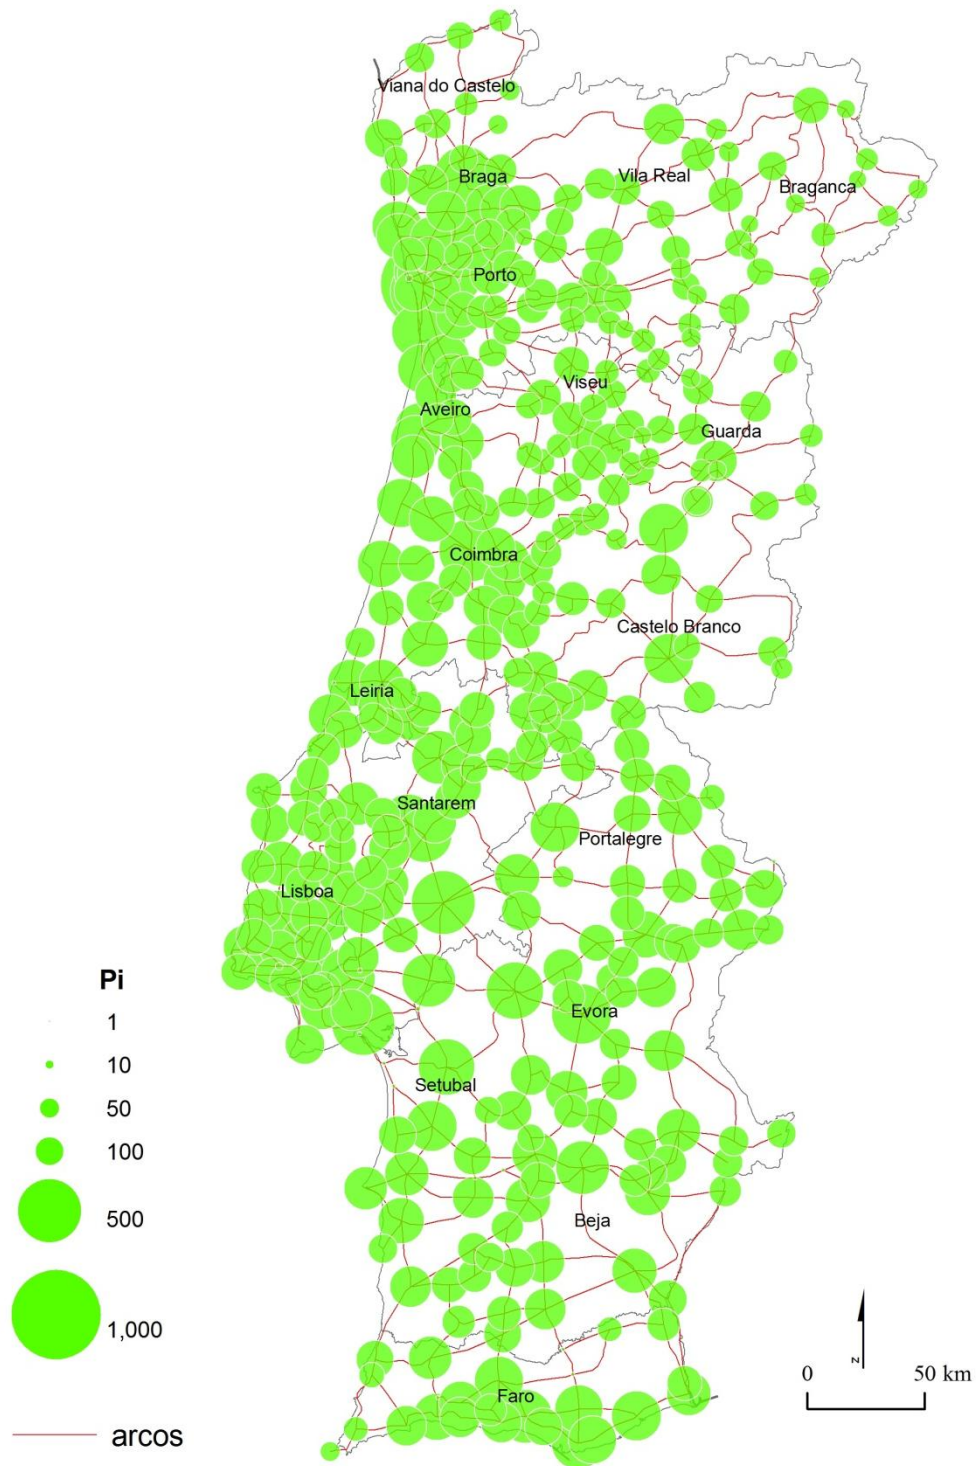 Viana do Castelo
Braga
Vila Real
Braganca
Porto
Viseu
Aveiro
Guarda
Coimbra
Castelo Branco
Leiria
Santarem
Portalegre
Lisboa
Evora
Setubal
Beja
Faro
Pi
1
10
50
100
500
1,000
arcos
N
0 50 km